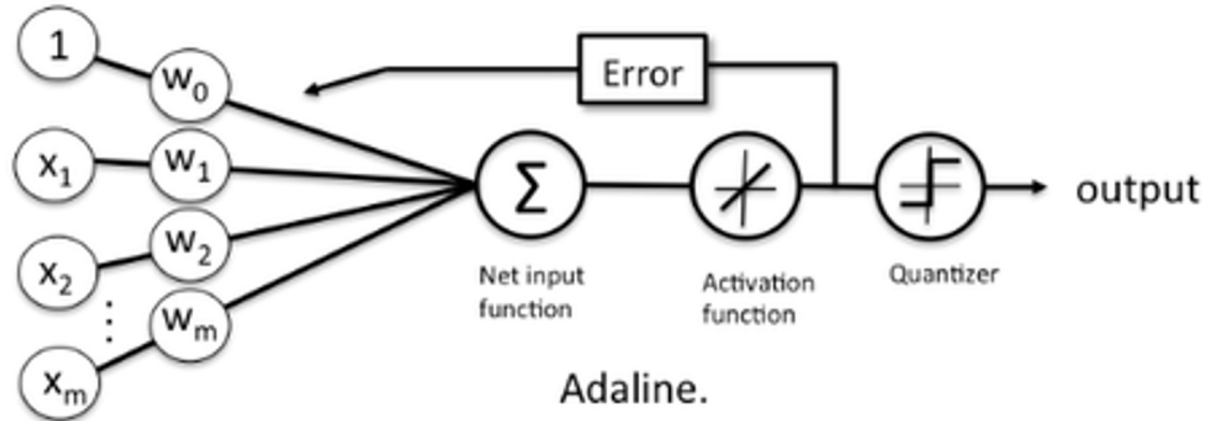 1
w0
x1
w1
x2
w2
⋮
xm
wm
Σ
Error
output
Net input
function
Activation
function
Quantizer
Adaline.